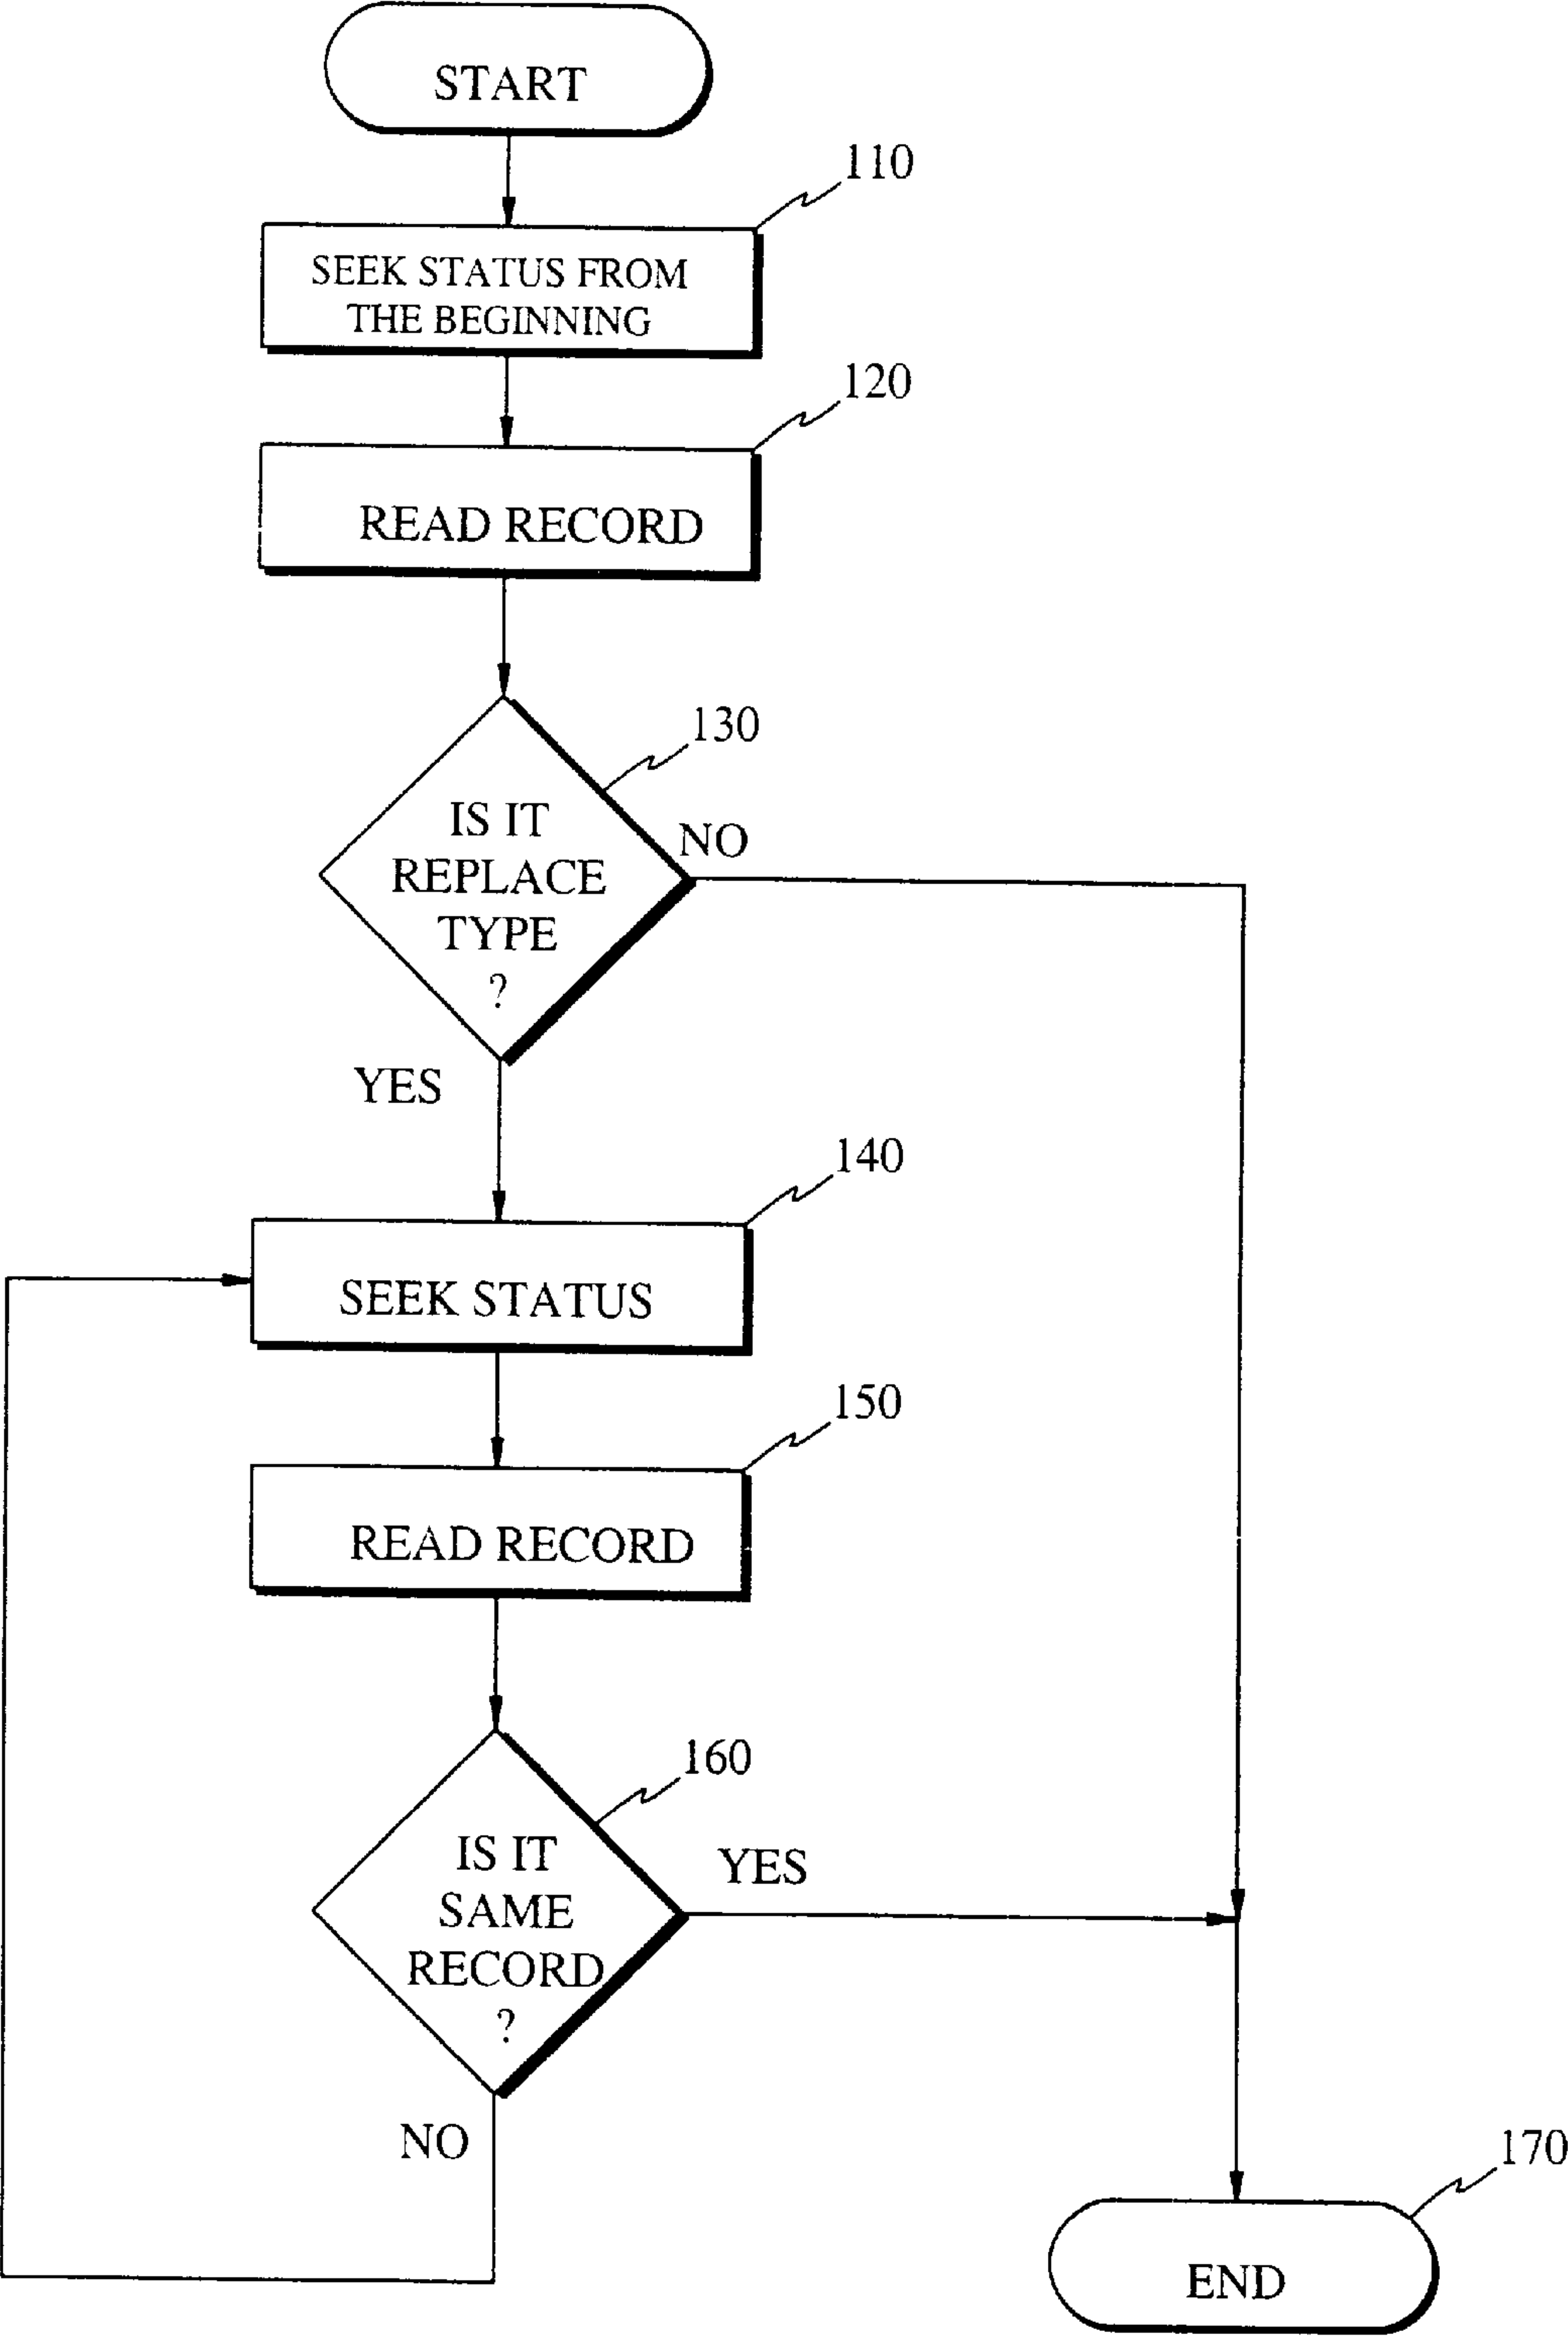 START
110
SEEK STATUS FROM
THE BEGINNING
120
READ RECORD
130
IS IT
REPLACE
TYPE
?
NO
YES
140
SEEK STATUS
150
READ RECORD
160
IS IT
SAME
RECORD
?
YES
NO
170
END